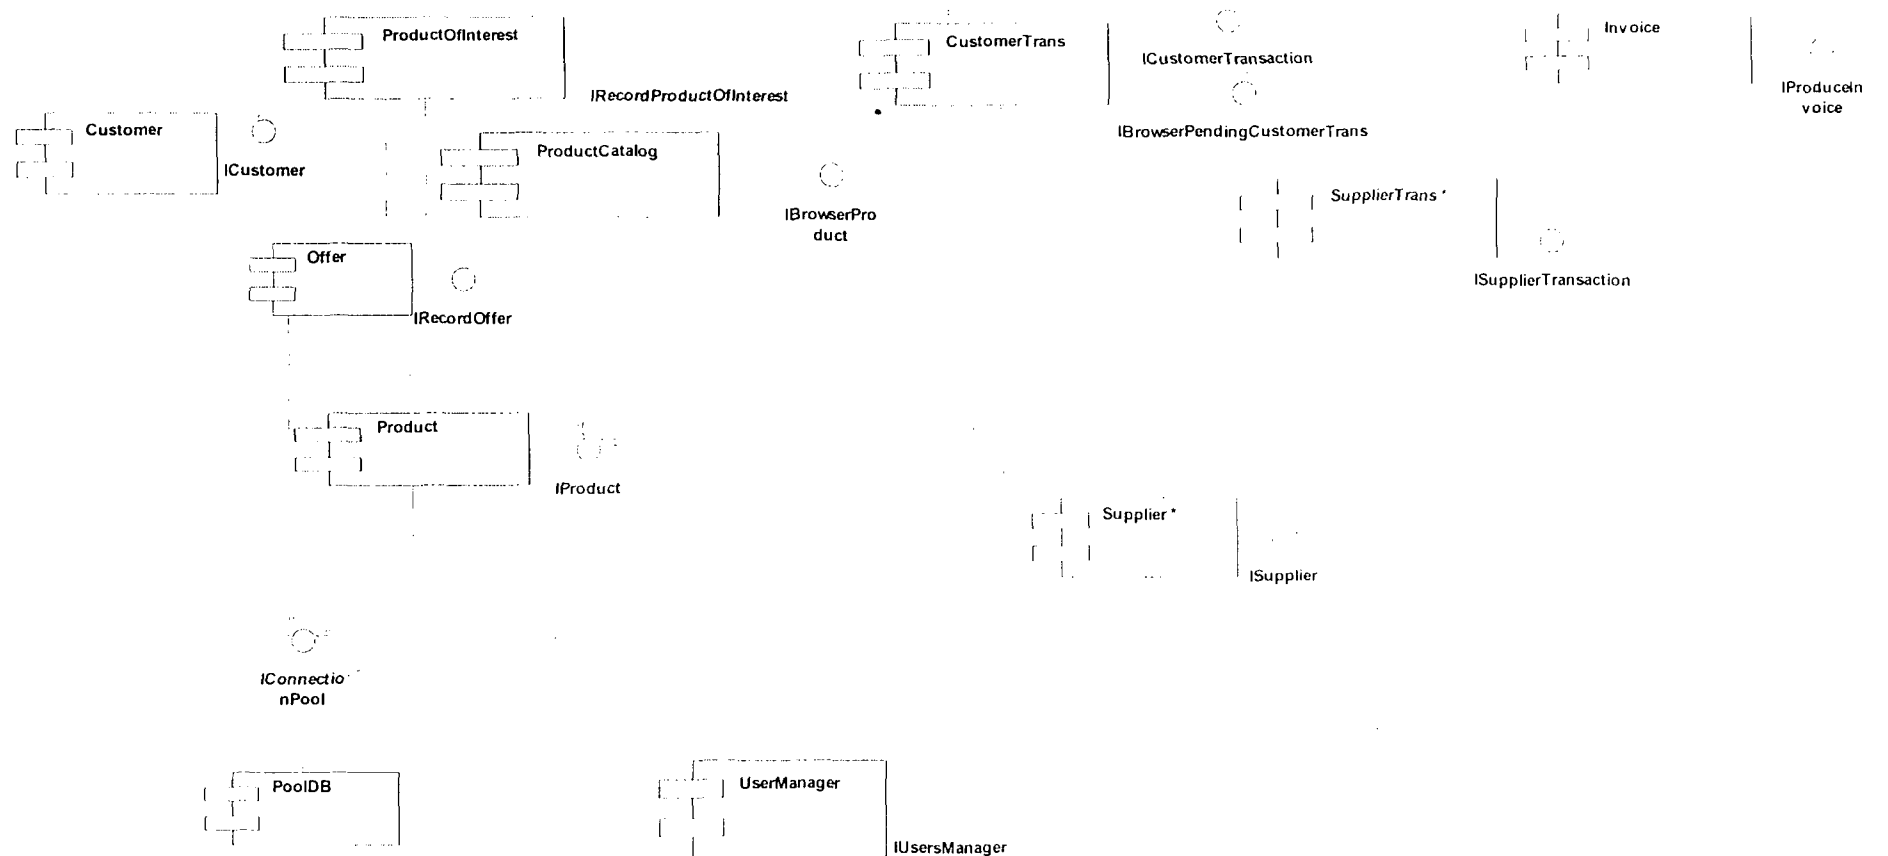 ProductOfInterest
CustomerTrans
Invoice
ICustomerTransaction
IRecordProductOfInterest
IProduceIn
voice
Customer
IBrowserPendingCustomerTrans
ProductCatalog
ICustomer
SupplierTrans *
IBrowserPro
duct
Offer
ISupplierTransaction
IRecordOffer
Product
IProduct
Supplier *
ISupplier
IConnectio
nPool
PoolDB
UserManager
IUsersManager